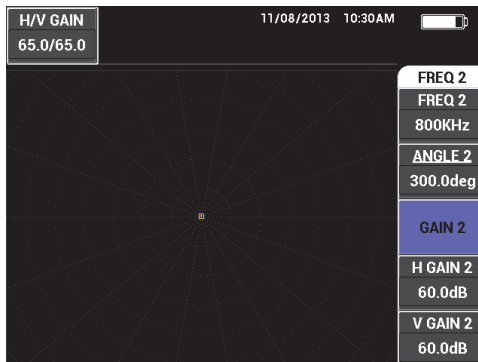 H/V GAIN
65.0/65.0
11/08/2013 10:30AM
FREQ 2
FREQ 2
800KHz
ANGLE 2
300.0deg
GAIN 2
H GAIN 2
60.0dB
V GAIN 2
60.0dB